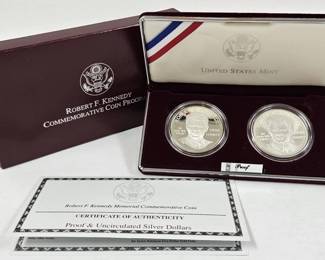 UNITED STATES MINT
ROBERT F. KENNEDY
COMMEMORATIVE COIN PROOF
Proof
Robert F. Kennedy Memorial Commemorative Coin
CERTIFICATE OF AUTHENTICITY
Proof & Uncirculated Silver Dollars